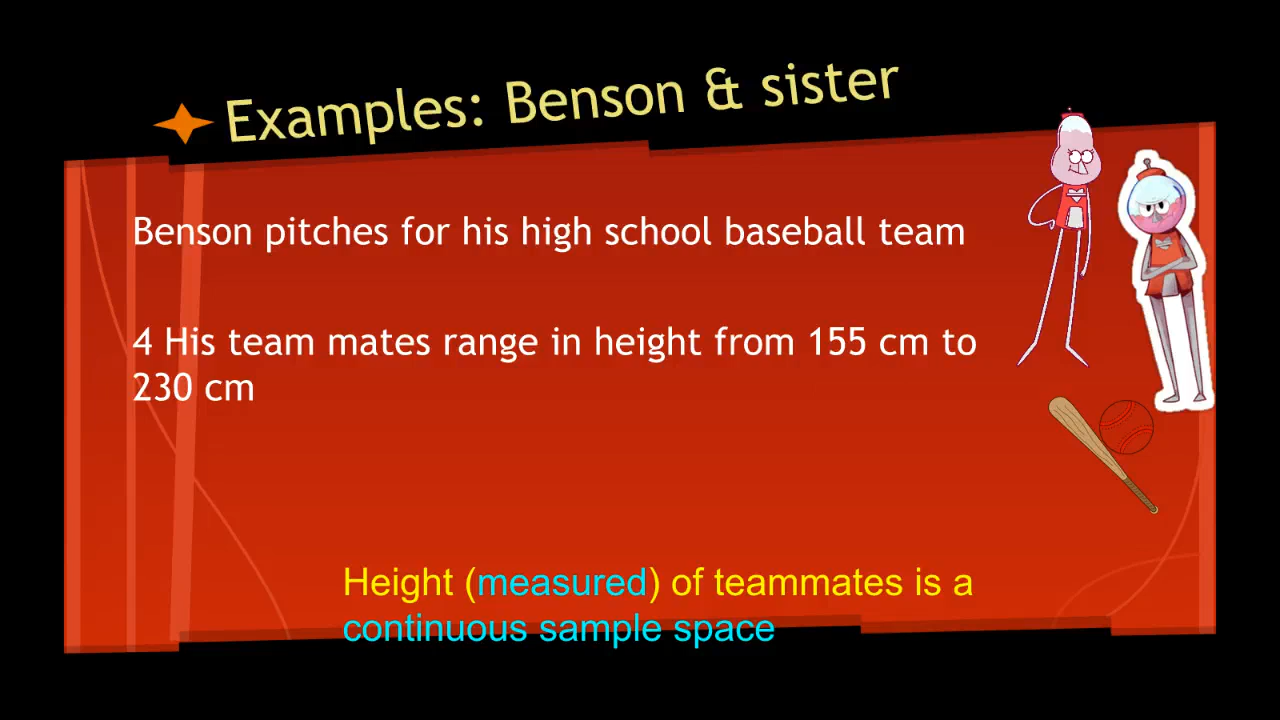 Examples: Benson & sister
Benson pitches for his high school baseball team
4 His team mates range in height from 155 cm to
230 cm
Height (measured) of teammates is a
continuous sample space